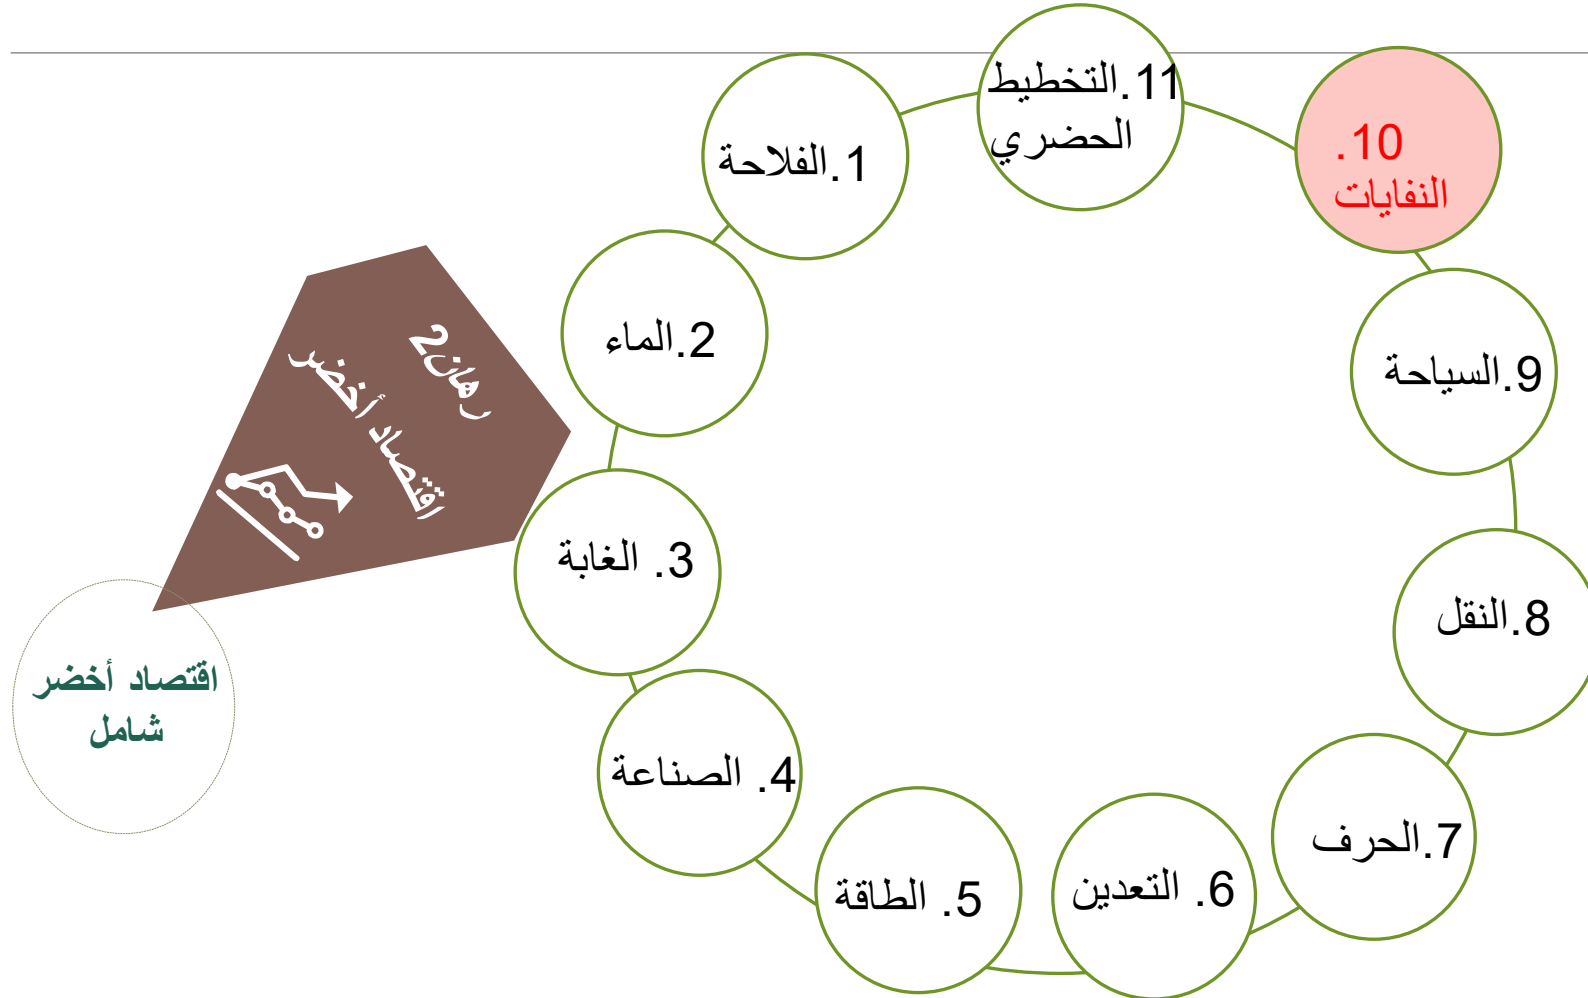 1.الفلاحة
2.الماء
3. الغابة
4. الصناعة
5. الطاقة
6. التعدين
7.الحرف
8.النقل
9.السياحة
10.
النفايات
11.التخطيط
الحضري
رهان2
اقتصاد أخضر
اقتصاد أخضر
شامل